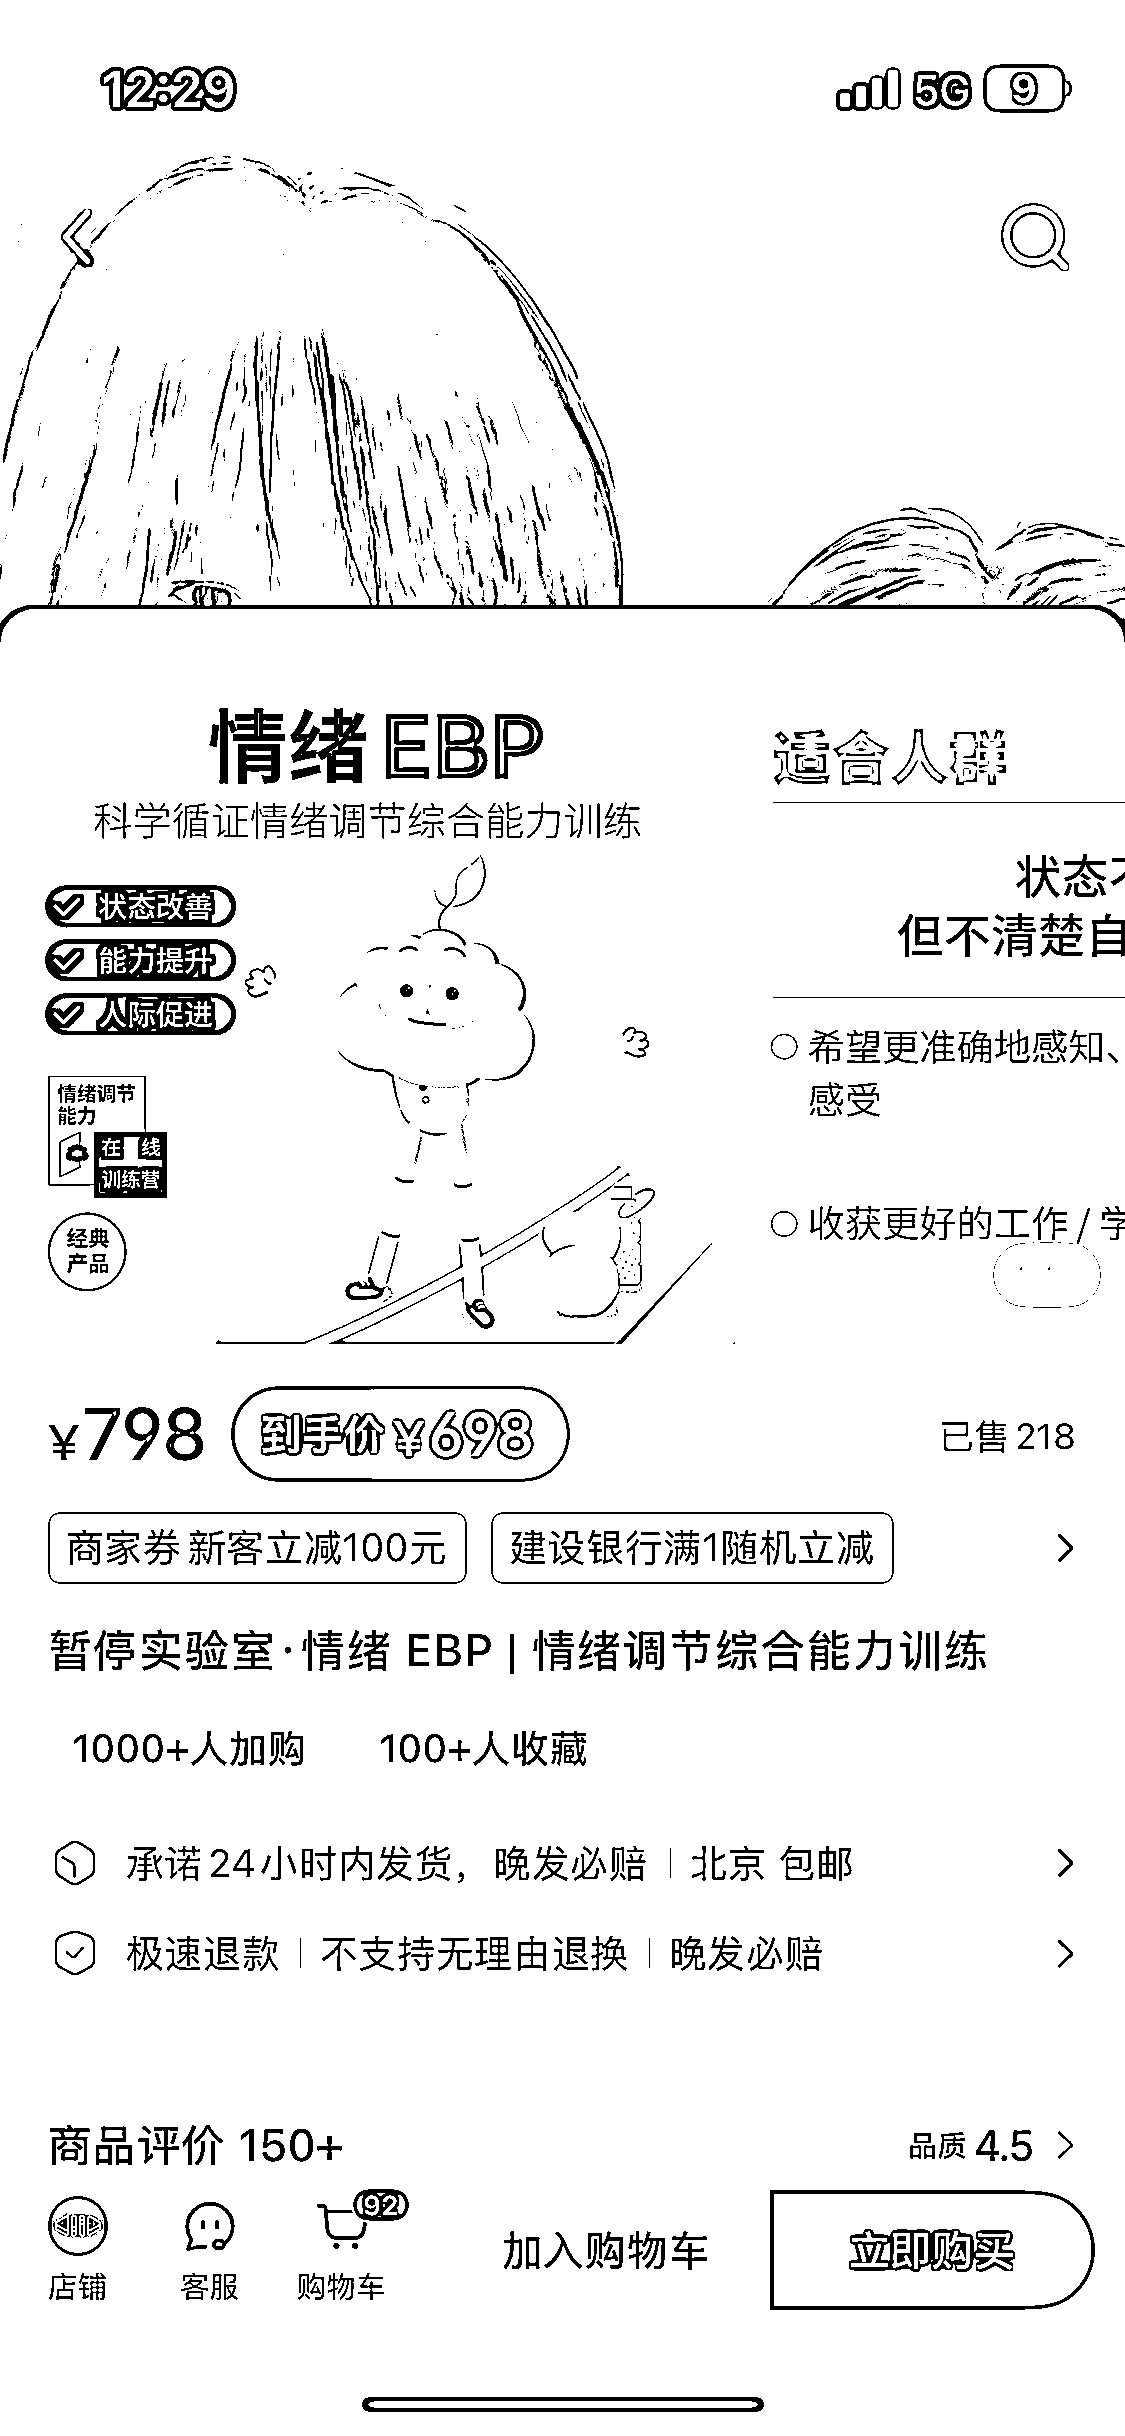 12:29
5G 9
情绪 EBP
科学循证情绪调节综合能力训练
状态改善
能力提升
人际促进
情绪调节
能力
在 线
训练营
经典
产品
适合人群
状态不
但不清楚自
希望更准确地感知、
感受
收获更好的工作 / 学
¥798 到手价 ¥698
已售 218
商家券 新客立减100元 建设银行满1随机立减
暂停实验室·情绪 EBP | 情绪调节综合能力训练
1000+人加购 100+人收藏
承诺24小时内发货，晚发必赔 | 北京 包邮
极速退款 | 不支持无理由退换 | 晚发必赔
商品评价 150+
品质 4.5
92
店铺 客服 购物车
加入购物车 立即购买